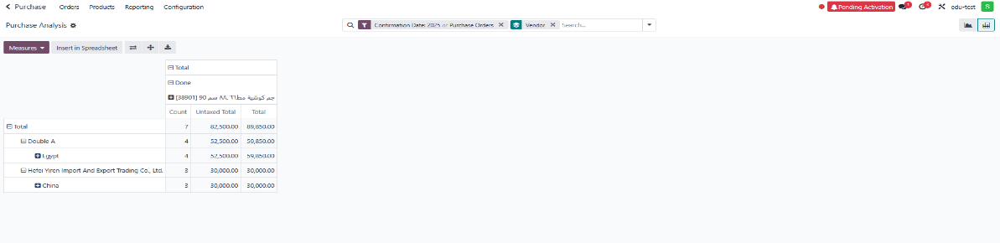 Purchase Orders Products Reporting Configuration Pending Activation 1 3 edu-test S
Purchase Analysis Confirmation Date: 2025 or Purchase Orders Vendor Search...
Measures Insert in Spreadsheet
Total
Done
[38901] جم كوشية مط٦٦ .٨٨ سم 90
Count Untaxed Total Total
Total 7 82,500.00 89,850.00
Double A 4 52,500.00 59,850.00
Egypt 4 52,500.00 59,850.00
Hefei Yiren Import And Export Trading Co., Ltd. 3 30,000.00 30,000.00
China 3 30,000.00 30,000.00